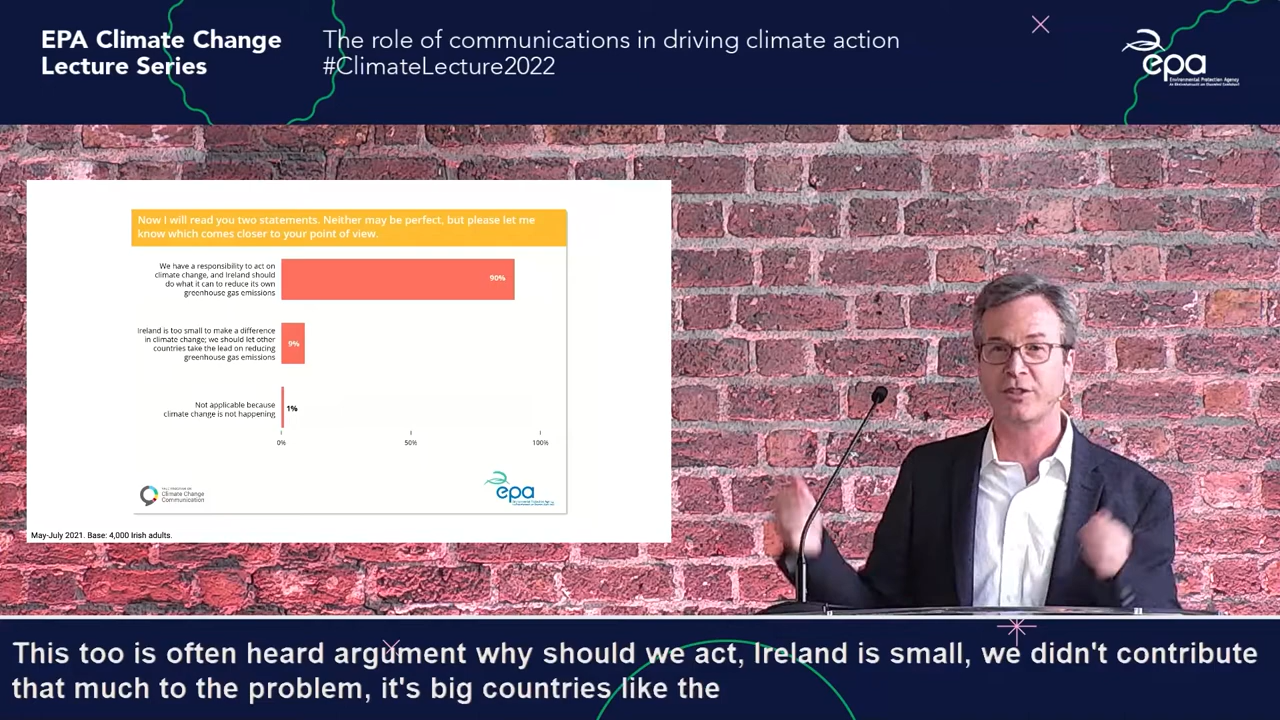 EPA Climate Change
Lecture Series
The role of communications in driving climate action
#ClimateLecture2022
epa
Environmental Protection Agency
Now I will read you two statements. Neither may be perfect, but please let me
know which comes closer to your point of view.
We have a responsibility to act on
climate change, and Ireland should
do what it can to reduce its own
greenhouse gas emissions
90%
Ireland is too small to make a difference
in climate change; we should let other
countries take the lead on reducing
greenhouse gas emissions
9%
Not applicable because
climate change is not happening
1%
0%
50%
100%
Climate Change
Communication
epa
May-July 2021. Base: 4,000 Irish adults.
This too is often heard argument why should we act, Ireland is small, we didn't contribute
that much to the problem, it's big countries like the